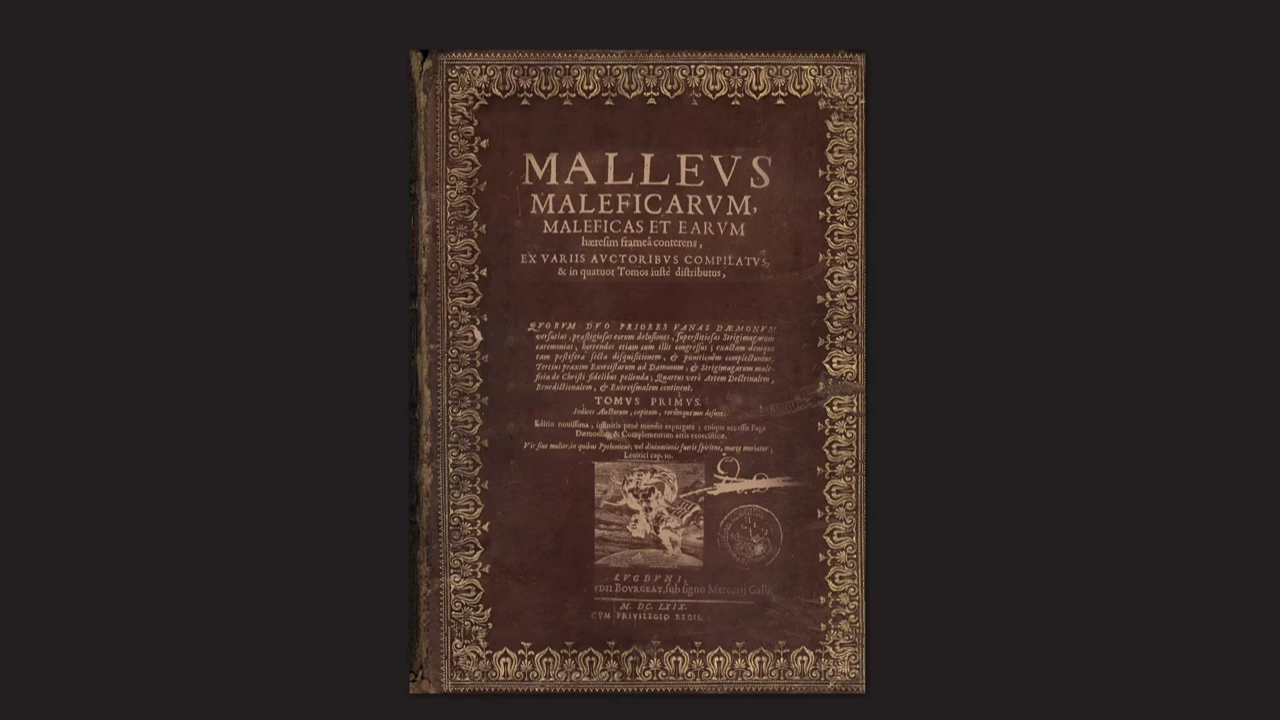 MALLEVS
MALEFICARVM,
MALEFICAS ET EARVM
hæresim frameâ conterens,
EX VARIIS AVCTORIBVS COMPILATVS,
& in quatuor Tomos iustè distributus,
QVORVM DVO PRIORES VANAS DÆMONVM
versutias, præstigiosas eorum delusiones, superstitiosas Strigimagarum
cæremonias, horrendos etiam cum illis congressus; exactam denique
tam pestiferæ sectæ disquisitionem, & punitionem complectuntur.
Tertius praxim Exorcistarum ad Dæmonum, & Strigimagarum male-
ficia de Christi fidelibus pellenda; Quartus verò Artem Doctrinalem,
Benedictionalem, & Exorcismalem continent.
TOMVS PRIMVS.
Indices Auctorum, capitum, rerúmque non desunt.
Editio nouissima, infinitis penè mendis expurgata; cuique accessit Fuga
Dæmonum & Complementum artis exorcisticæ.
Vir siue mulier, in quibus Pythonicus, vel diuinationis fuerit spiritus, morte moriatur;
Leuitici cap. 10.
LVGDVNI,
BOVRGEAT, sub signo Mercurij Galli.
M. DC. LXIX.
CVM PRIVILEGIO REGIS.